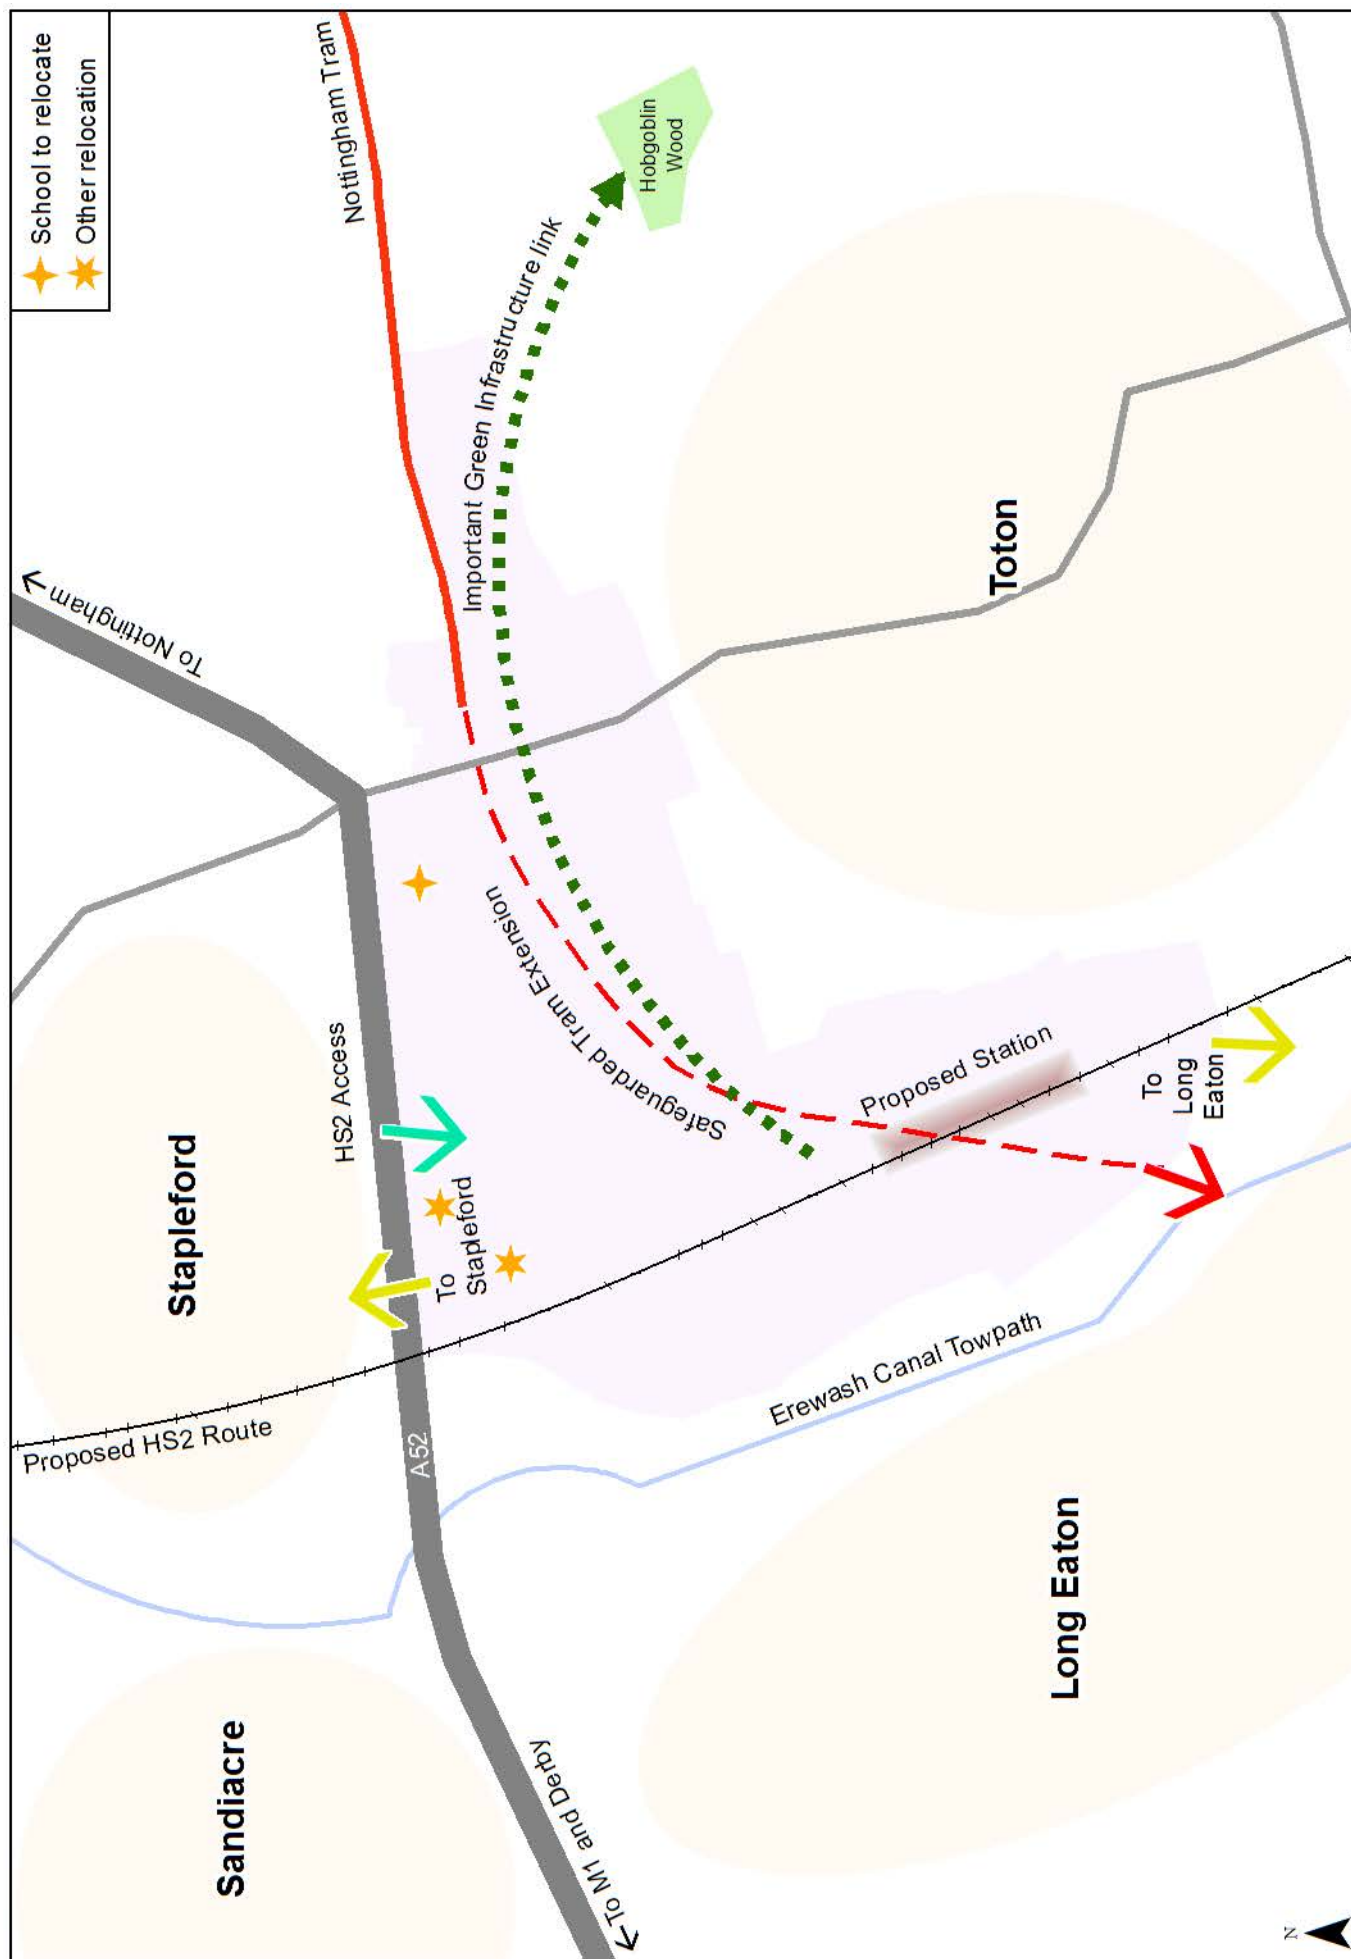 School to relocate
Other relocation
Nottingham Tram
To Nottingham
Important Green Infrastructure link
Hobgoblin
Wood
Stapleford
Sandiacre
Proposed HS2 Route
HS2 Access
A52
To
Stapleford
Safeguarded Tram Extension
To M1 and Derby
Erewash Canal Towpath
Proposed Station
Toton
Long Eaton
To
Long
Eaton
N